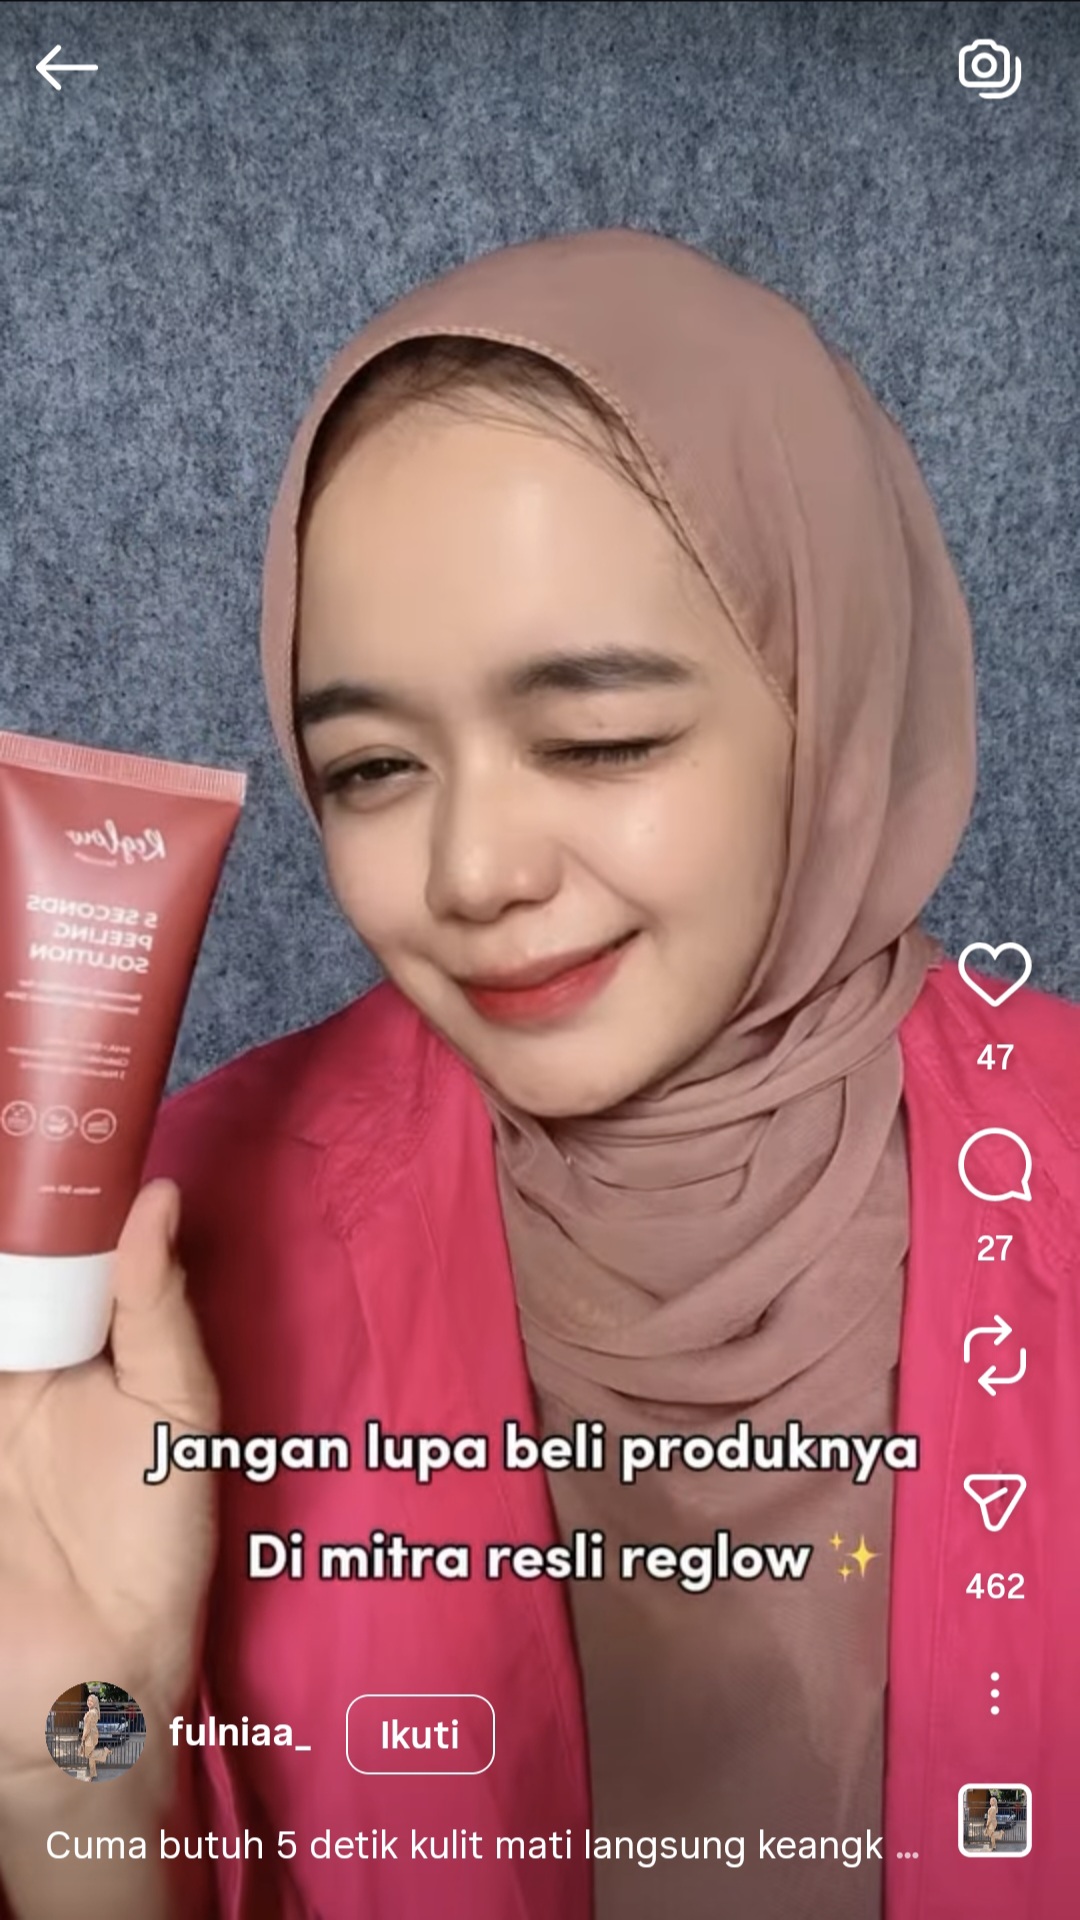 Reglow
5 SECONDS
PEELING
SOLUTION
47
27
Jangan lupa beli produknya
Di mitra resli reglow ✨
462
fulniaa_
Ikuti
Cuma butuh 5 detik kulit mati langsung keangk ...